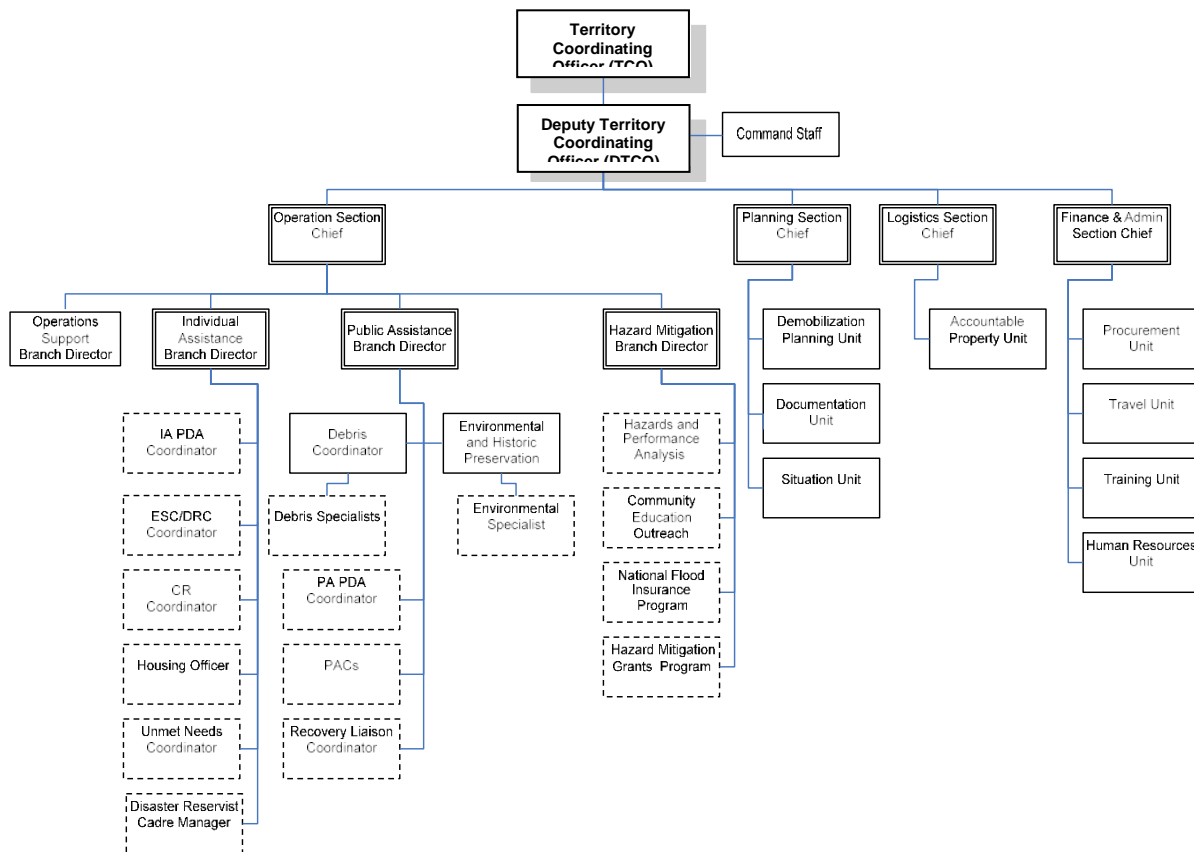 Territory
Coordinating
Officer (TCO)
Deputy Territory
Coordinating
Officer (DTCO)
Command Staff
Operation Section
Chief
Planning Section
Chief
Logistics Section
Chief
Finance & Admin
Section Chief
Operations
Support
Branch Director
Individual
Assistance
Branch Director
Public Assistance
Branch Director
Hazard Mitigation
Branch Director
Demobilization
Planning Unit
Accountable
Property Unit
Procurement
Unit
IA PDA
Coordinator
Debris
Coordinator
Environmental
and Historic
Preservation
Hazards and
Performance
Analysis
Documentation
Unit
Travel Unit
ESC/DRC
Coordinator
Debris Specialists
Environmental
Specialist
Community
Education
Outreach
Situation Unit
Training Unit
CR
Coordinator
PA PDA
Coordinator
National Flood
Insurance
Program
Human Resources
Unit
Housing Officer
PACs
Hazard Mitigation
Grants Program
Unmet Needs
Coordinator
Recovery Liaison
Coordinator
Disaster Reservist
Cadre Manager